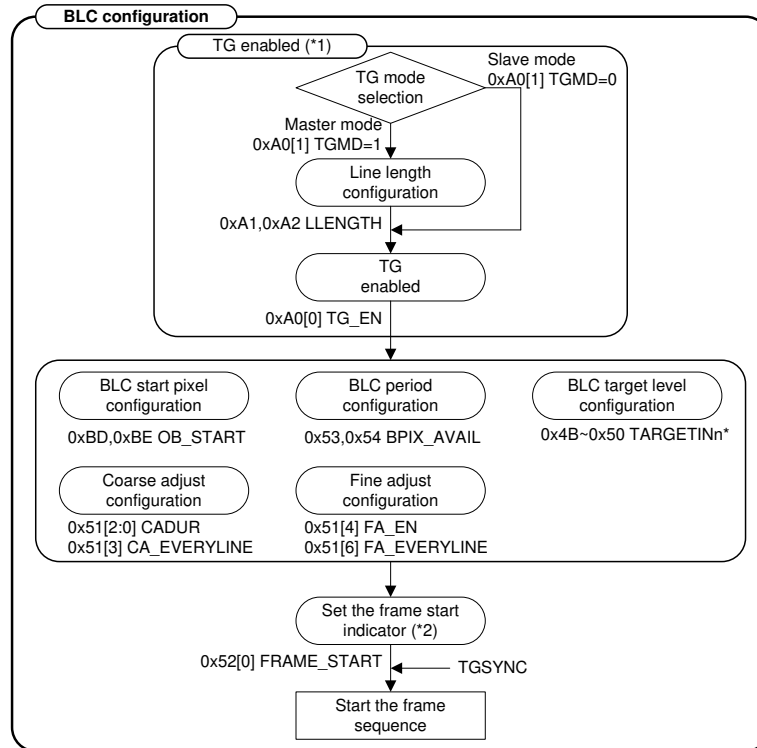 BLC configuration
TG enabled (*1)
TG mode
selection
Slave mode
0xA0[1] TGMD=0
Master mode
0xA0[1] TGMD=1
Line length
configuration
0xA1,0xA2 LLENGTH
TG
enabled
0xA0[0] TG_EN
BLC start pixel
configuration
0xBD,0xBE OB_START
BLC period
configuration
0x53,0x54 BPIX_AVAIL
BLC target level
configuration
0x4B~0x50 TARGETINn*
Coarse adjust
configuration
0x51[2:0] CADUR
0x51[3] CA_EVERYLINE
Fine adjust
configuration
0x51[4] FA_EN
0x51[6] FA_EVERYLINE
Set the frame start
indicator (*2)
0x52[0] FRAME_START
TGSYNC
Start the frame
sequence